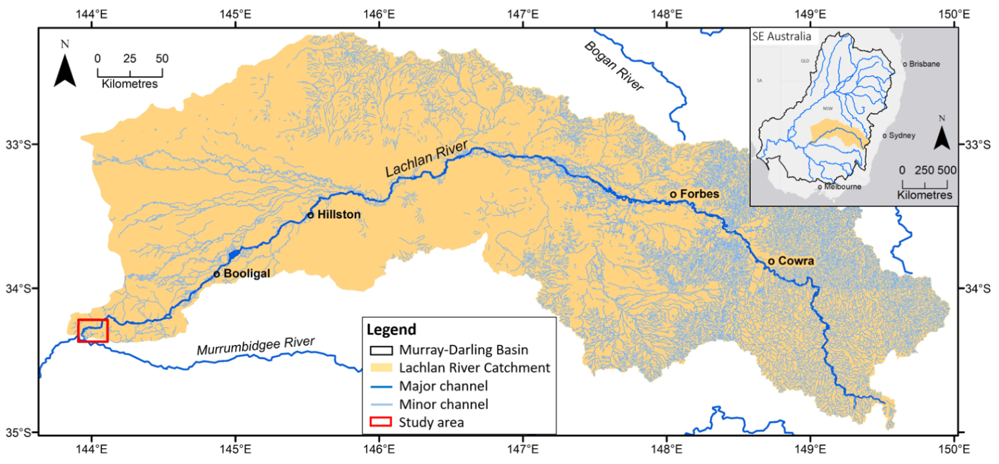 144°E 145°E 146°E 147°E 148°E 149°E 150°E
N
0 25 50
Kilometres
Bogan River
SE Australia
QLD
Brisbane
SA
NSW
N
Sydney
0 250 500
Kilometres
Melbourne
33°S 33°S
Lachlan River
Forbes
Hillston
Cowra
Booligal
34°S 34°S
Murrumbidgee River
Legend
Murray-Darling Basin
Lachlan River Catchment
Major channel
Minor channel
Study area
35°S 35°S
144°E 145°E 146°E 147°E 148°E 149°E 150°E